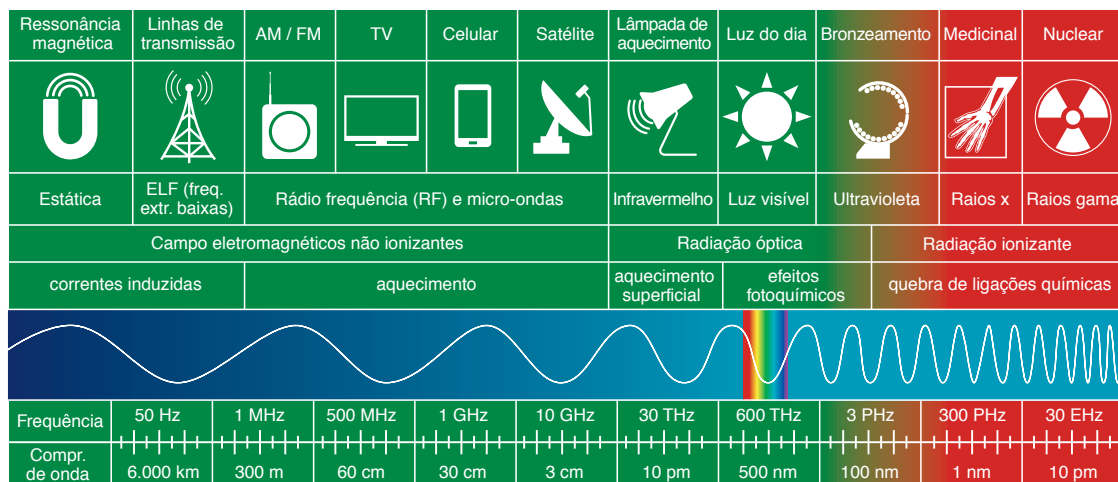 Ressonância magnética Linhas de transmissão AM / FM TV Celular Satélite Lâmpada de aquecimento Luz do dia Bronzeamento Medicinal Nuclear
Estática ELF (freq. extr. baixas) Rádio frequência (RF) e micro-ondas Infravermelho Luz visível Ultravioleta Raios x Raios gama
Campo eletromagnéticos não ionizantes Radiação óptica Radiação ionizante
correntes induzidas aquecimento aquecimento superficial efeitos fotoquímicos quebra de ligações químicas
Frequência 50 Hz 1 MHz 500 MHz 1 GHz 10 GHz 30 THz 600 THz 3 PHz 300 PHz 30 EHz
Compr. de onda 6.000 km 300 m 60 cm 30 cm 3 cm 10 pm 500 nm 100 nm 1 nm 10 pm